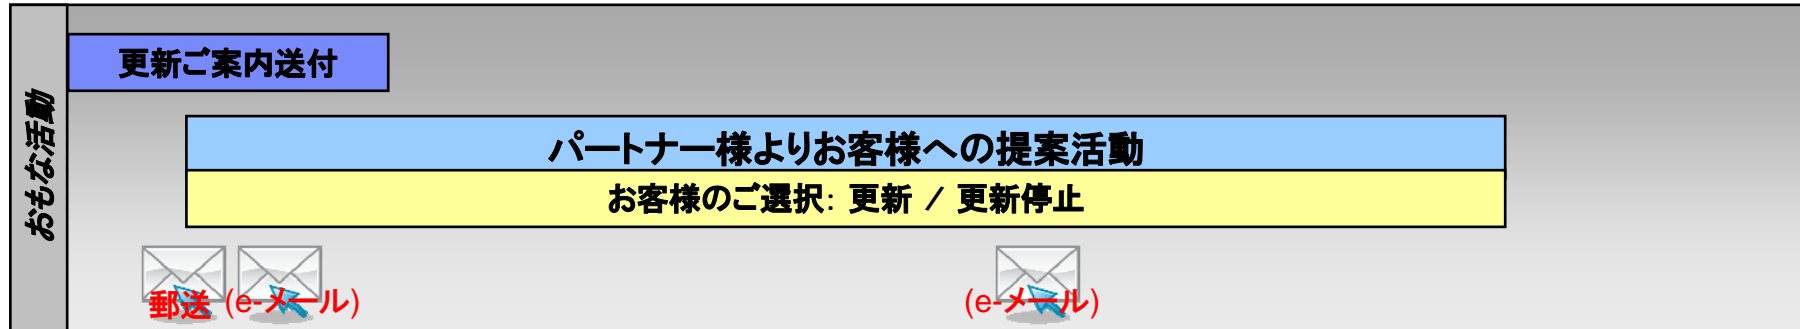 おもな活動
更新ご案内送付
パートナー様よりお客様への提案活動
お客様のご選択: 更新 / 更新停止
郵送 (e-メール)
(e-メール)